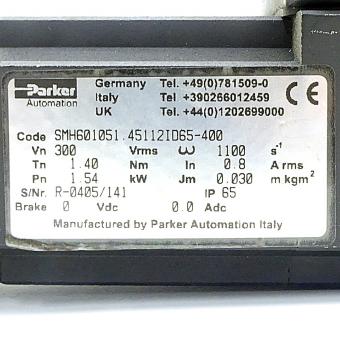 Parker
Automation
Germany Tel. +49(0)781509-0
Italy Tel. +390266012459
UK Tel. +44(0)1202699000
CE
Code SMH601051.45112ID65-400
Vn 300 Vrms ω 1100 s⁻¹
Tn 1.40 Nm In 0.8 A rms
Pn 1.54 kW Jm 0.030 m kgm²
S/Nr. R-0405/141 IP 65
Brake 0 Vdc 0.0 Adc
Manufactured by Parker Automation Italy